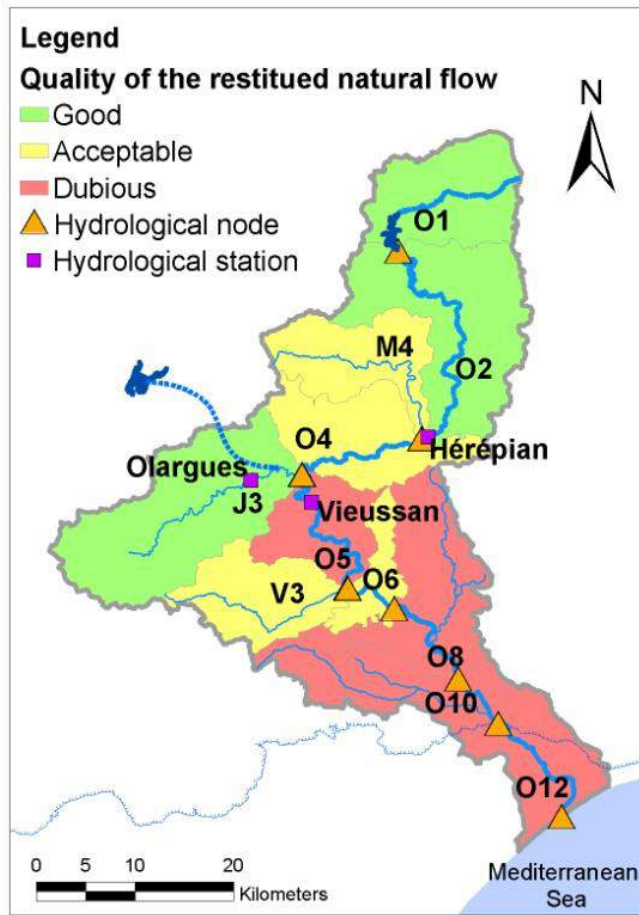 Legend
Quality of the restitued natural flow
Good
Acceptable
Dubious
Hydrological node
Hydrological station
N
O1
M4
O2
O4
Hérépian
Olargues
J3
Vieussan
O5
O6
V3
O8
O10
O12
0 5 10 20
Kilometers
Mediterranean
Sea